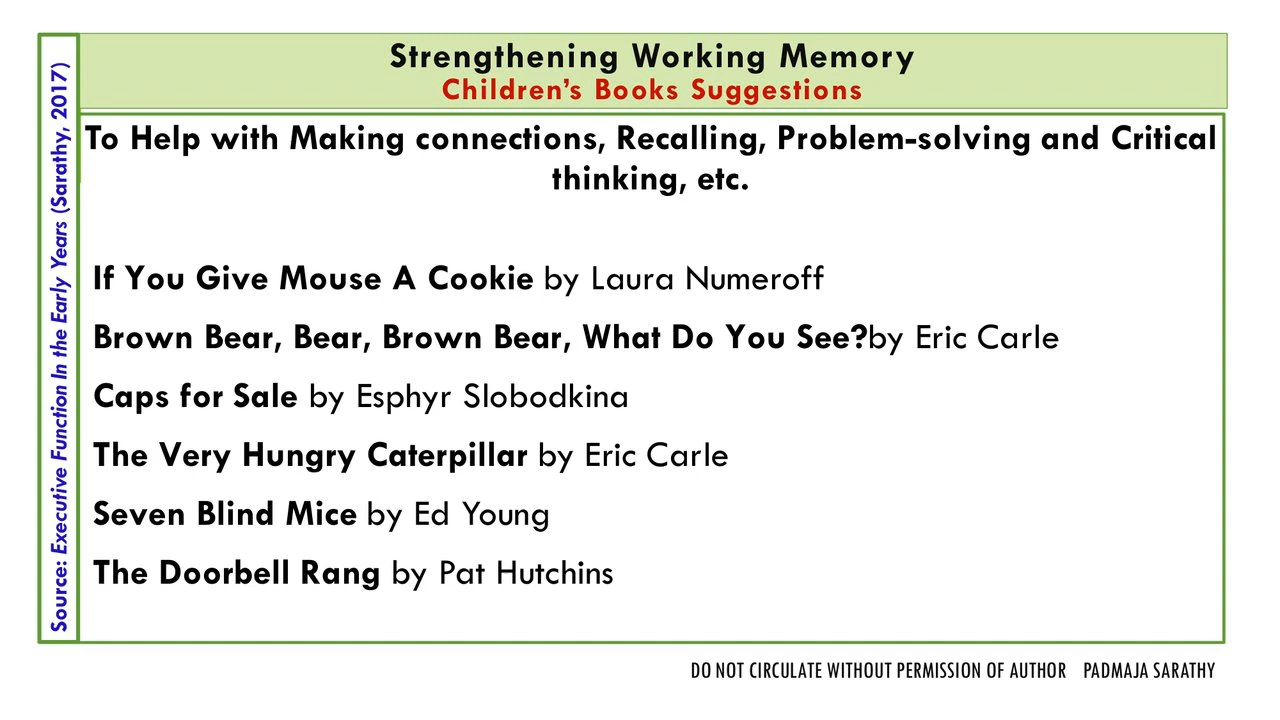 Strengthening Working Memory
Children’s Books Suggestions
Source: Executive Function In the Early Years (Sarathy, 2017)
To Help with Making connections, Recalling, Problem-solving and Critical
thinking, etc.
If You Give Mouse A Cookie by Laura Numeroff
Brown Bear, Bear, Brown Bear, What Do You See?by Eric Carle
Caps for Sale by Esphyr Slobodkina
The Very Hungry Caterpillar by Eric Carle
Seven Blind Mice by Ed Young
The Doorbell Rang by Pat Hutchins
DO NOT CIRCULATE WITHOUT PERMISSION OF AUTHOR PADMAJA SARATHY